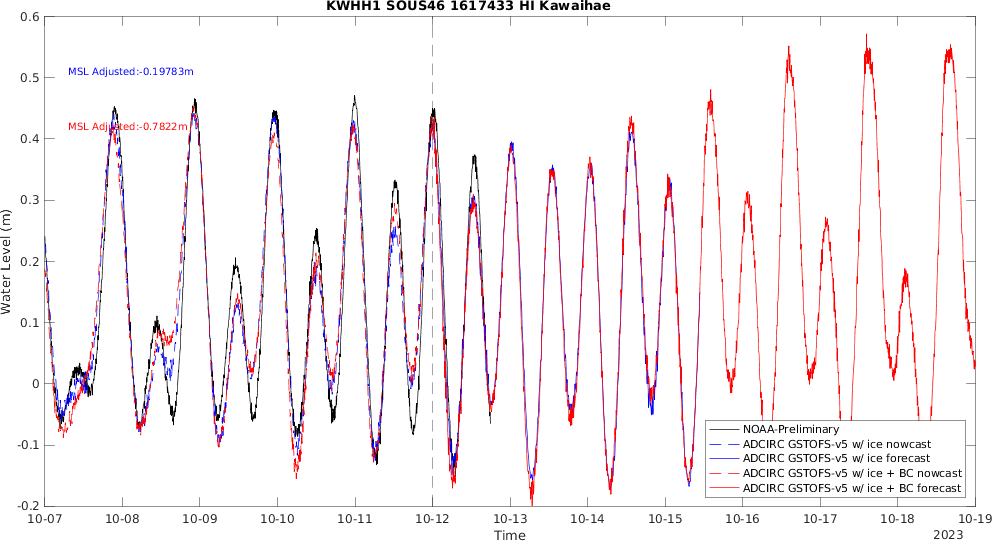 KWHH1 SOUS46 1617433 HI Kawaihae
0.6
0.5
0.4
0.3
0.2
0.1
0
-0.1
-0.2
Water Level (m)
MSL Adjusted:-0.19783m
MSL Adjusted:-0.7822m
NOAA-Preliminary
ADCIRC GSTOFS-v5 w/ ice nowcast
ADCIRC GSTOFS-v5 w/ ice forecast
ADCIRC GSTOFS-v5 w/ ice + BC nowcast
ADCIRC GSTOFS-v5 w/ ice + BC forecast
10-07 10-08 10-09 10-10 10-11 10-12 10-13 10-14 10-15 10-16 10-17 10-18 10-19
Time
2023